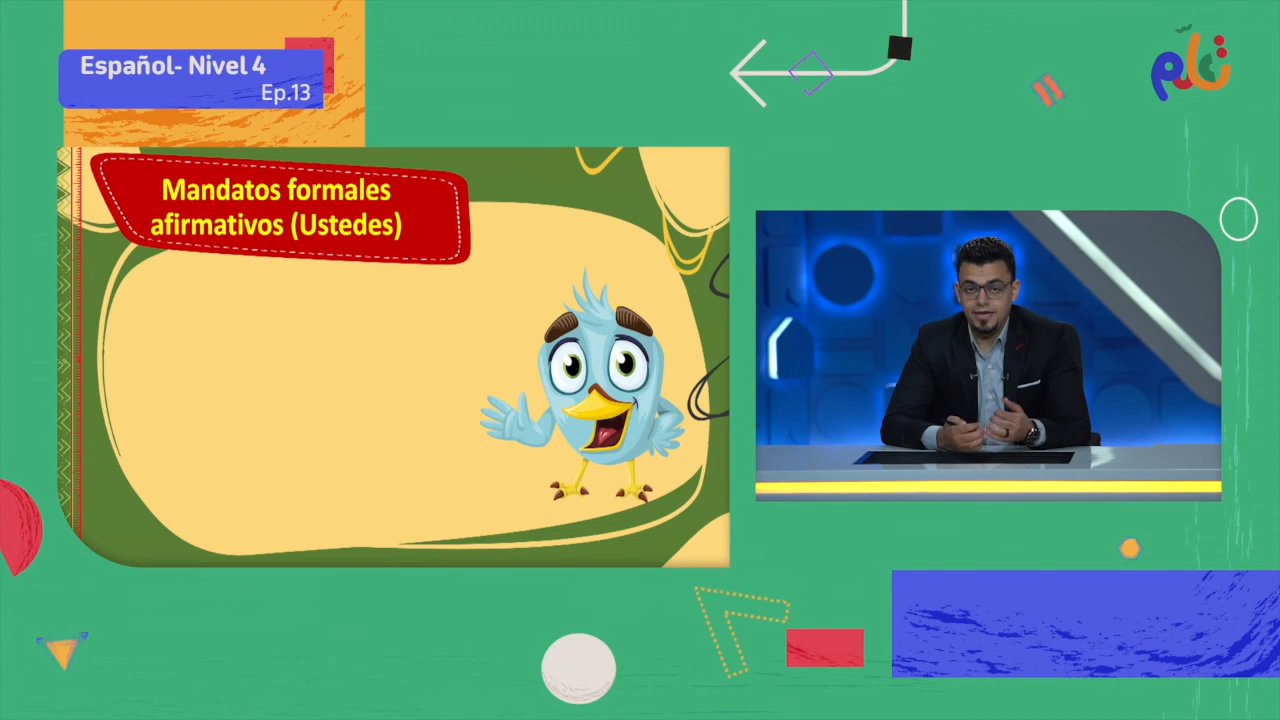 Español- Nivel 4
Ep.13
Mandatos formales
afirmativos (Ustedes)